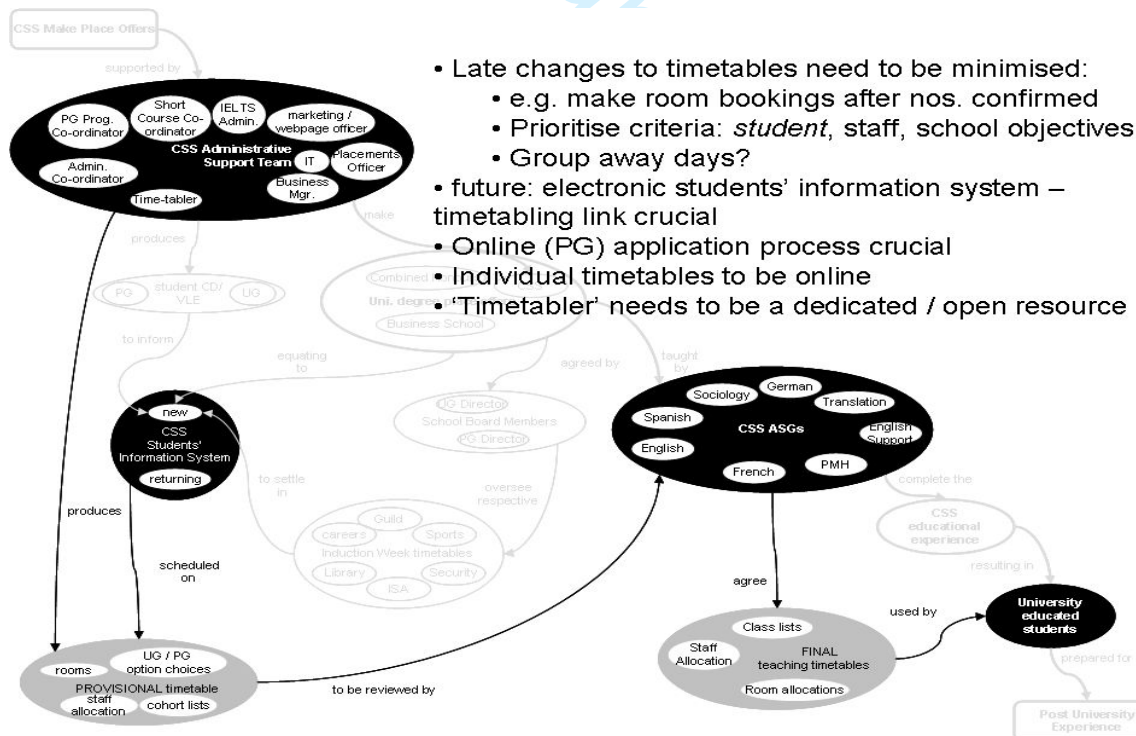 CSS Make Place Offers
supported by
PG Prog.
Co-ordinator
Short
Course Co-
ordinator
IELTS
Admin.
marketing /
webpage officer
CSS Administrative
Support Team
IT
Placements
Officer
Admin.
Co-ordinator
Business
Mgr.
Time-tabler
• Late changes to timetables need to be minimised:
• e.g. make room bookings after nos. confirmed
• Prioritise criteria: student, staff, school objectives
• Group away days?
• future: electronic students' information system –
timetabling link crucial
• Online (PG) application process crucial
• Individual timetables to be online
• 'Timetabler' needs to be a dedicated / open resource
make
produces
PG
student CD/
VLE
UG
Combined
Uni. degree
Business School
to inform
equating
to
agreed by
taught
by
new
CSS
Students'
Information System
returning
UG Director
School Board Members
PG Director
Sociology
German
Translation
Spanish
CSS ASGs
English
Support
English
French
PMH
to settle
in
oversee
respective
complete the
CSS
educational
experience
produces
Guild
careers
Sports
Induction Week timetables
Library
Security
ISA
scheduled
on
agree
resulting in
used by
University
educated
students
Class lists
Staff
Allocation
FINAL
teaching timetables
Room allocations
prepared for
rooms
UG / PG
option choices
PROVISIONAL timetable
staff
allocation
cohort lists
to be reviewed by
Post University
Experience